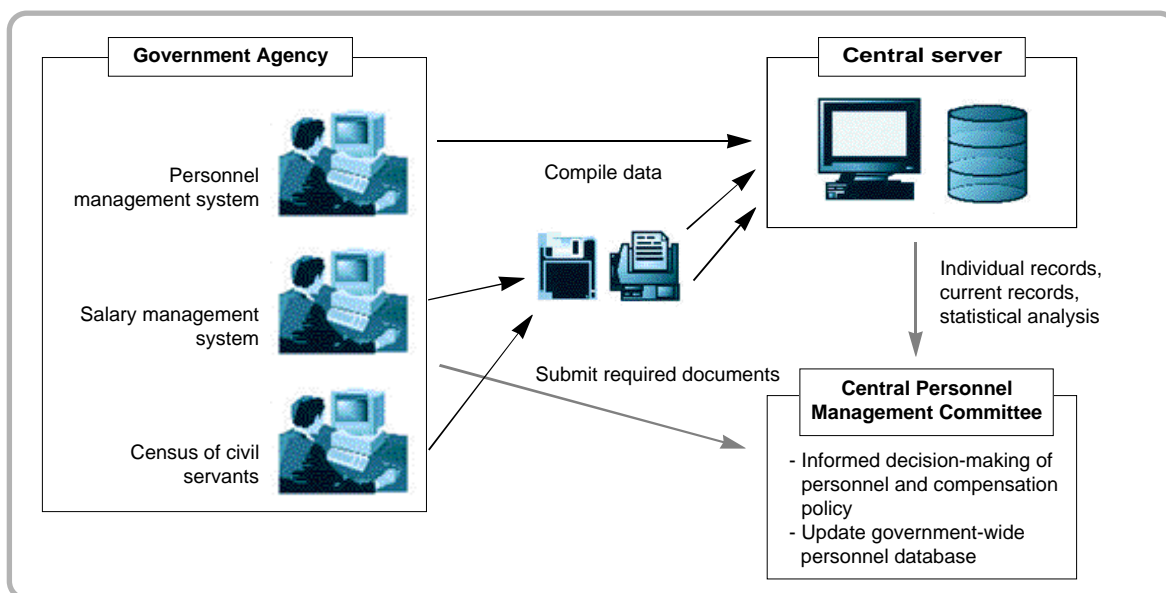 Government Agency
Personnel
management system
Salary management
system
Census of civil
servants
Compile data
Submit required documents
Central server
Individual records,
current records,
statistical analysis
Central Personnel
Management Committee
- Informed decision-making of
personnel and compensation
policy
- Update government-wide
personnel database